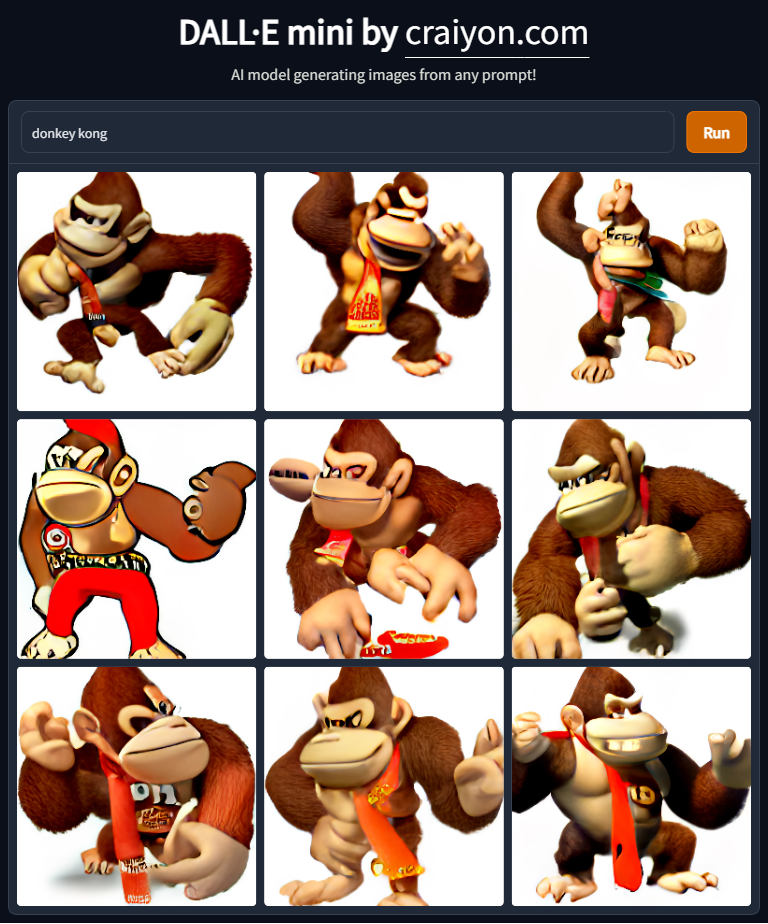 DALL·E mini by craiyon.com
AI model generating images from any prompt!
donkey kong
Run